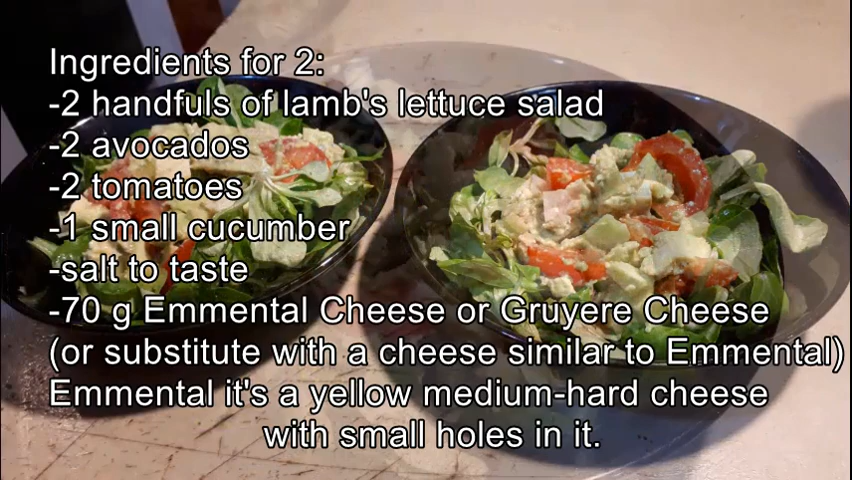 Ingredients for 2:
-2 handfuls of lamb's lettuce salad
-2 avocados
-2 tomatoes
-1 small cucumber
-salt to taste
-70 g Emmental Cheese or Gruyere Cheese
(or substitute with a cheese similar to Emmental)
Emmental it's a yellow medium-hard cheese
with small holes in it.